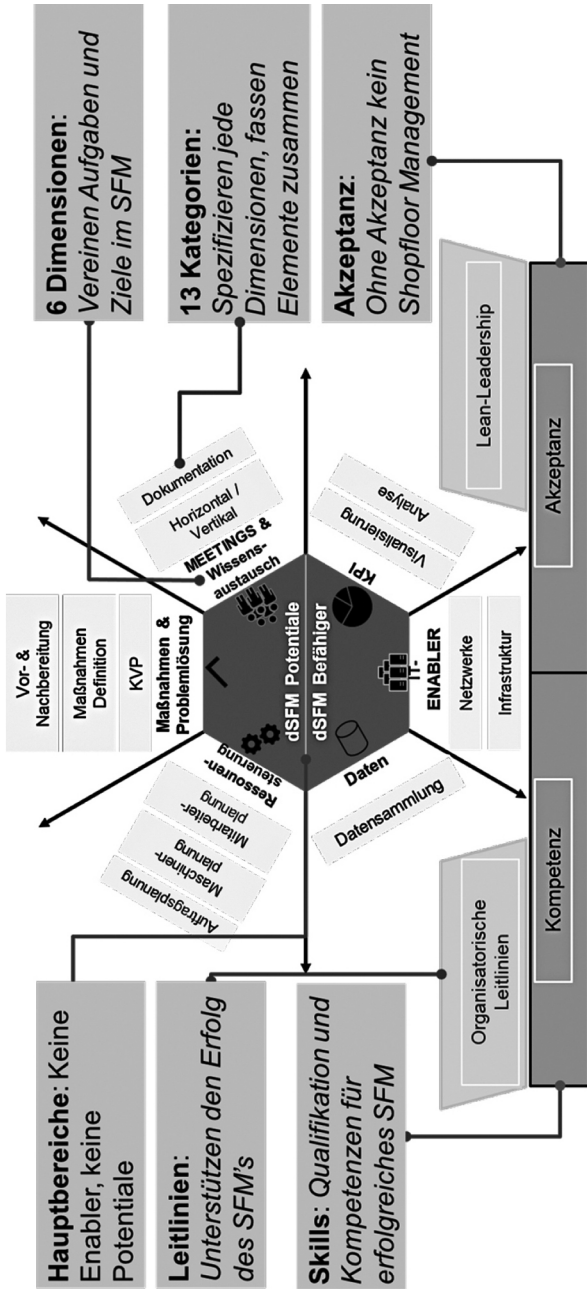 Hauptbereiche: Keine
Enabler, keine
Potentiale
Leitlinien:
Unterstützen den Erfolg
des SFM's
Skills: Qualifikation und
Kompetenzen für
erfolgreiches SFM
Auftragsplanung
Maschinen-
planung
Mitarbeiter-
planung
Ressouren-
steuerung
Vor- &
Nachbereitung
Maßnahmen
Definition
KVP
Maßnahmen &
Problemlösung
Dokumentation
Horizontal /
Vertikal
MEETINGS &
Wissens-
austausch
dSFM Potentiale
dSFM Befähiger
Daten
Datensammlung
IT-
ENABLER
Netzwerke
Infrastruktur
KPI
Visualisierung
Analyse
6 Dimensionen:
Vereinen Aufgaben und
Ziele im SFM
13 Kategorien:
Spezifizieren jede
Dimensionen, fassen
Elemente zusammen
Akzeptanz:
Ohne Akzeptanz kein
Shopfloor Management
Organisatorische
Leitlinien
Lean-Leadership
Kompetenz
Akzeptanz